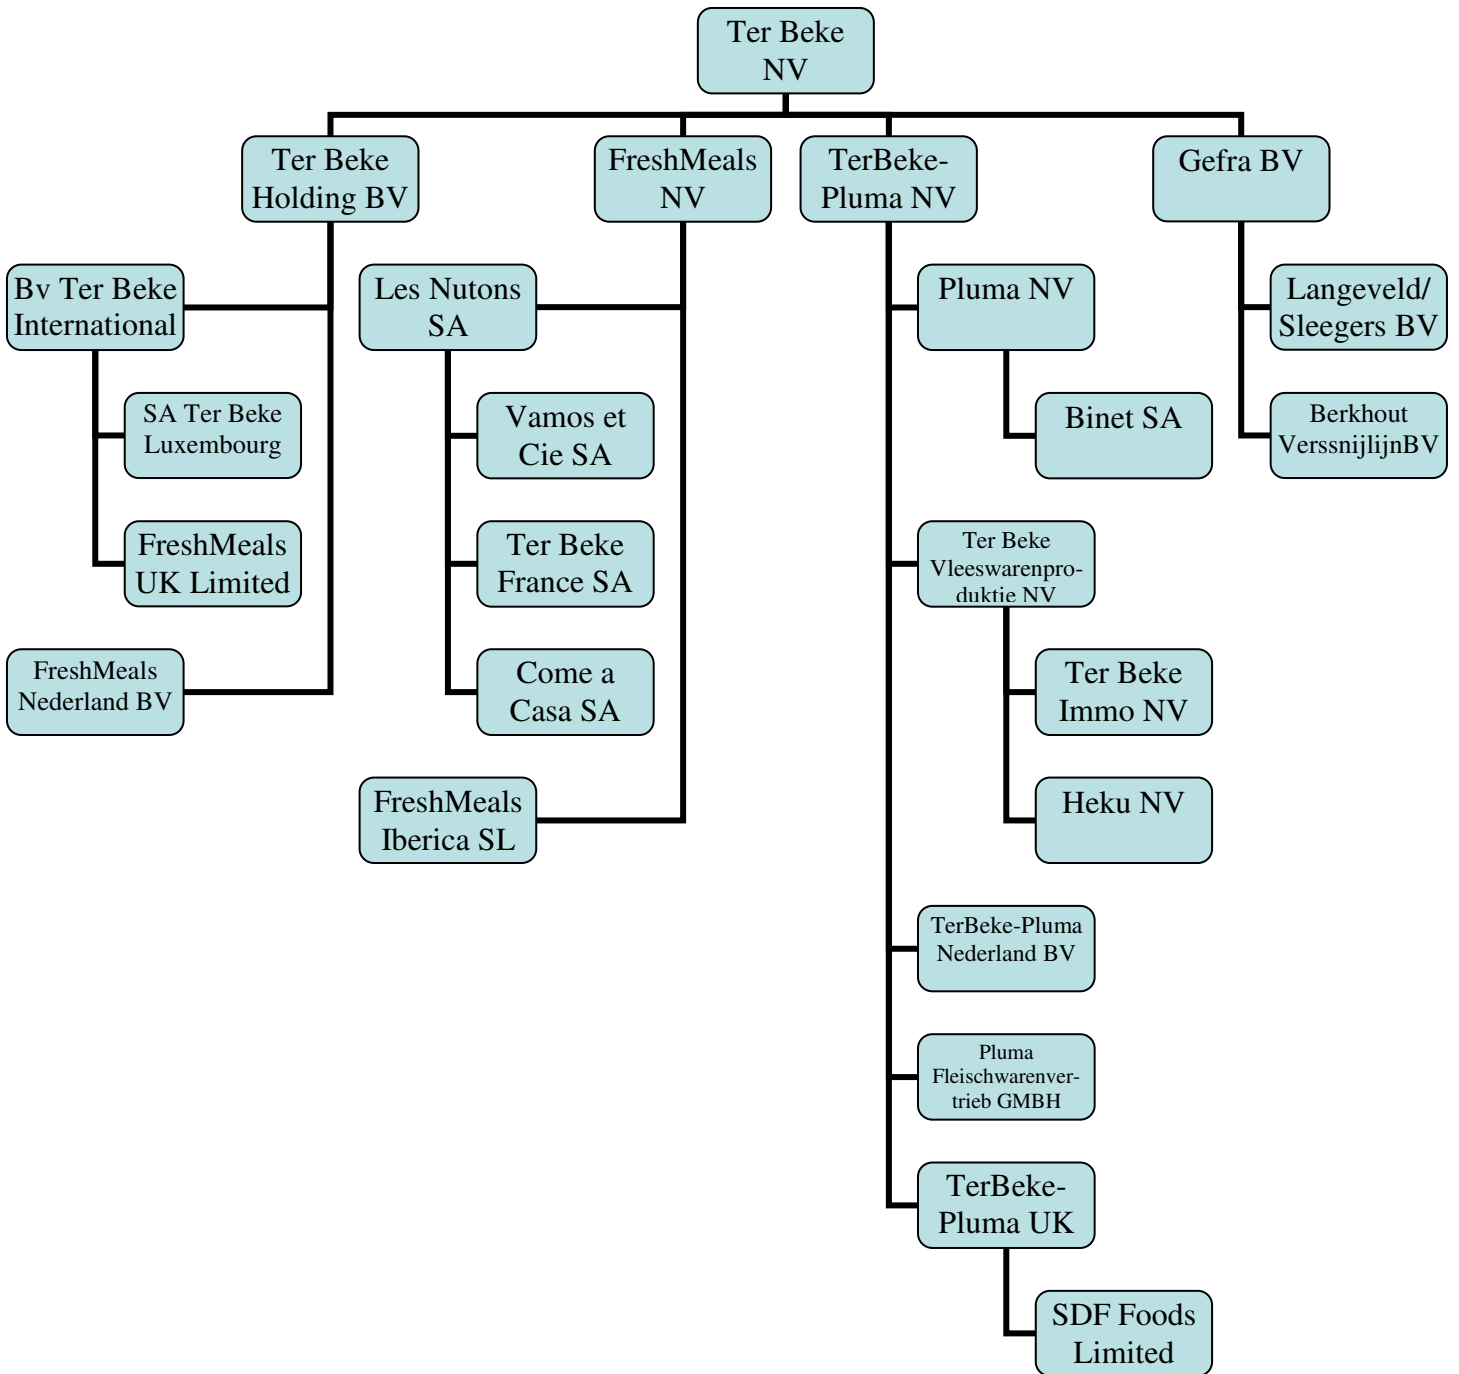 Ter Beke
NV
Ter Beke
Holding BV
FreshMeals
NV
TerBeke-
Pluma NV
Gefra BV
Bv Ter Beke
International
Les Nutons
SA
Pluma NV
Langeveld/
Sleegers BV
SA Ter Beke
Luxembourg
Vamos et
Cie SA
Binet SA
Berkhout
VerssnijlijnBV
FreshMeals
UK Limited
Ter Beke
France SA
Ter Beke
Vleeswarenpro-
duktie NV
FreshMeals
Nederland BV
Come a
Casa SA
Ter Beke
Immo NV
FreshMeals
Iberica SL
Heku NV
TerBeke-Pluma
Nederland BV
Pluma
Fleischwarenver-
trieb GMBH
TerBeke-
Pluma UK
SDF Foods
Limited